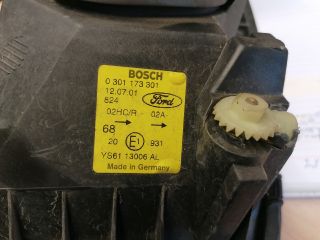 BOSCH
0 301 173 301
12.07.01
524 Ford
02HC/R 02A
68
20 E1 931
YS61 13006 AL
Made in Germany